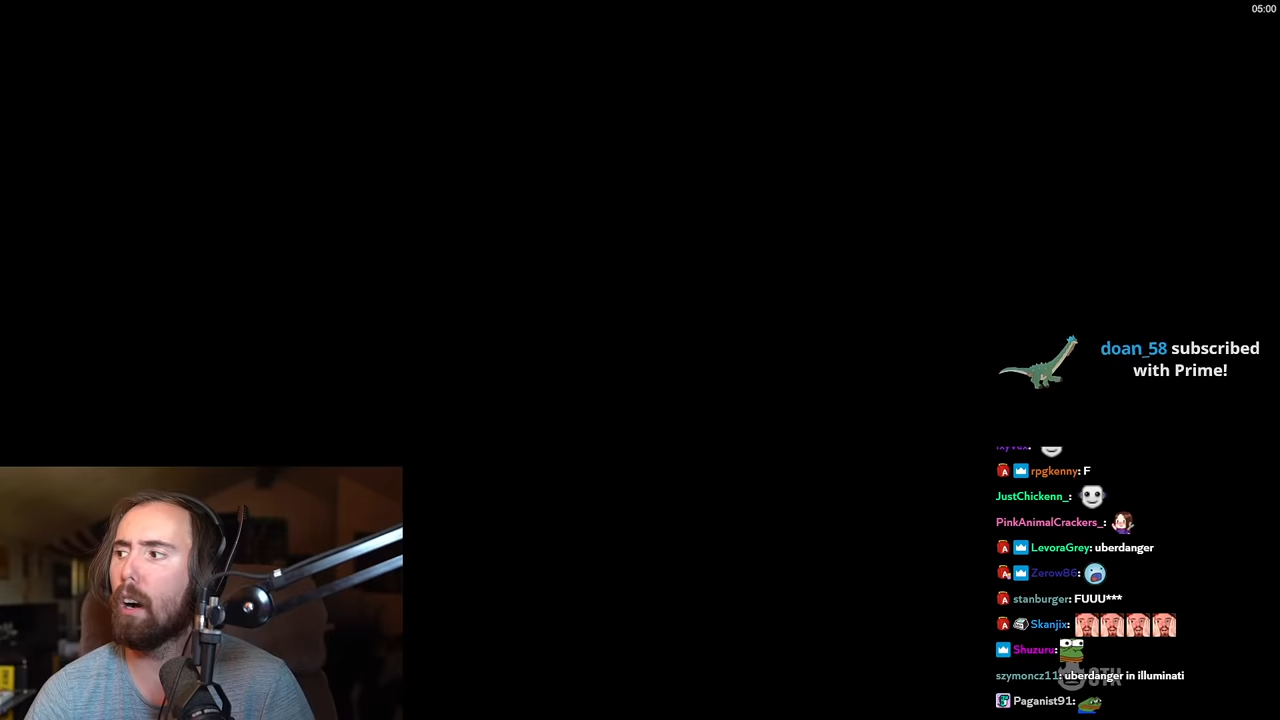 05:00
doan_58 subscribed
with Prime!
rpgkenny: F
JustChickenn_:
PinkAnimalCrackers_:
LevoraGrey: uberdanger
Zerow86:
stanburger: FUUU***
Skanjix:
Shuzuru:
szymoncz11: uberdanger in illuminati
Paganist91: